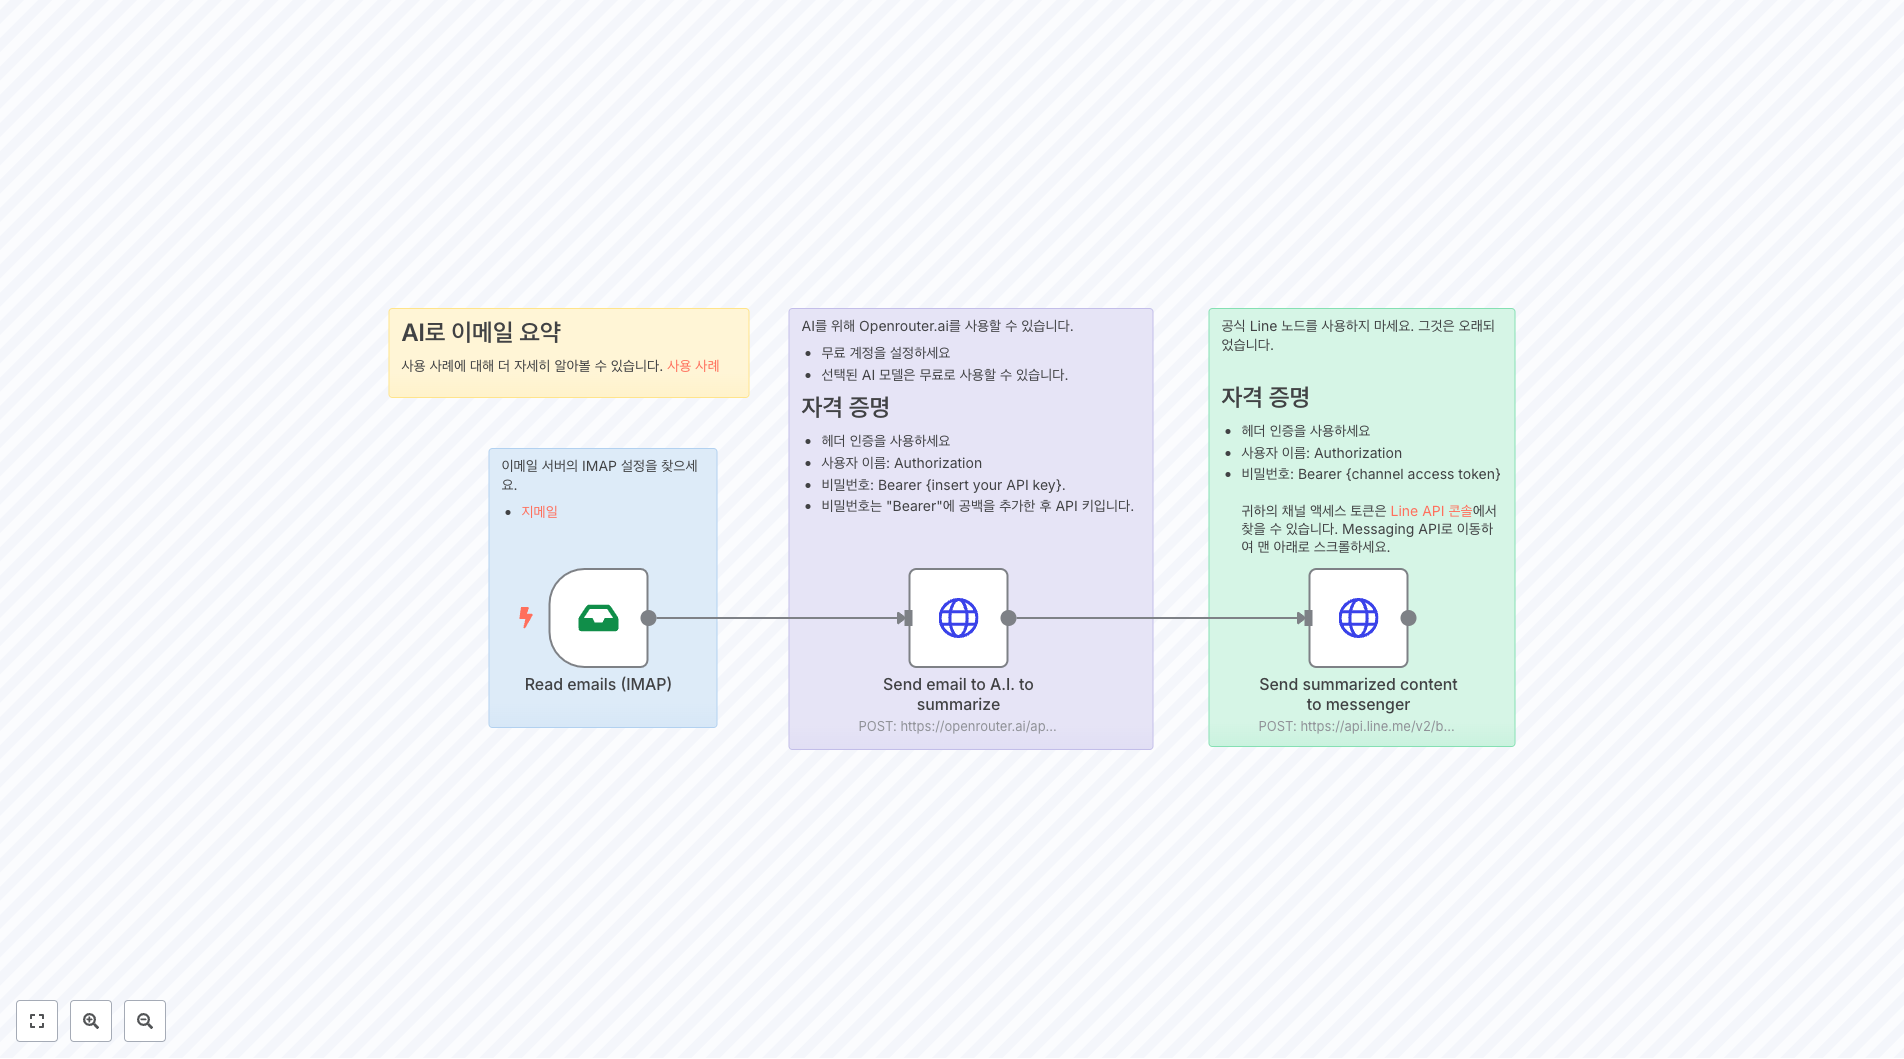 AI로 이메일 요약
사용 사례에 대해 더 자세히 알아볼 수 있습니다. 사용 사례
이메일 서버의 IMAP 설정을 찾으세
요.
지메일
Read emails (IMAP)
AI를 위해 Openrouter.ai를 사용할 수 있습니다.
무료 계정을 설정하세요
선택된 AI 모델은 무료로 사용할 수 있습니다.
자격 증명
헤더 인증을 사용하세요
사용자 이름: Authorization
비밀번호: Bearer {insert your API key}.
비밀번호는 "Bearer"에 공백을 추가한 후 API 키입니다.
Send email to A.I. to
summarize
POST: https://openrouter.ai/ap...
공식 Line 노드를 사용하지 마세요. 그것은 오래되
었습니다.
자격 증명
헤더 인증을 사용하세요
사용자 이름: Authorization
비밀번호: Bearer {channel access token}
귀하의 채널 액세스 토큰은 Line API 콘솔에서
찾을 수 있습니다. Messaging API로 이동하
여 맨 아래로 스크롤하세요.
Send summarized content
to messenger
POST: https://api.line.me/v2/b...